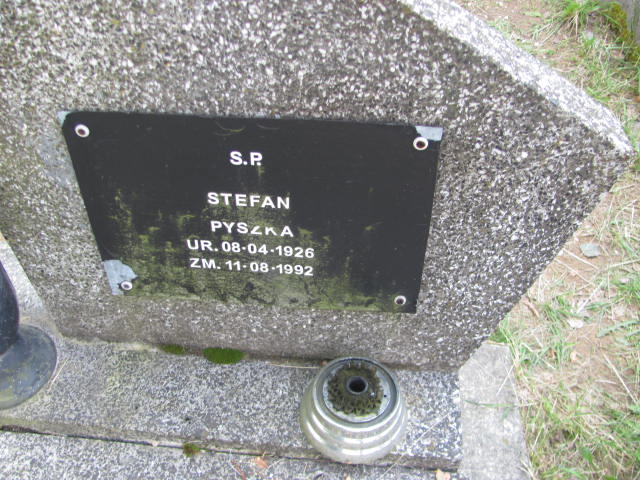 S.P.
STEFAN
PYSZKA
UR. 08-04-1926
ZM. 11-08-1992